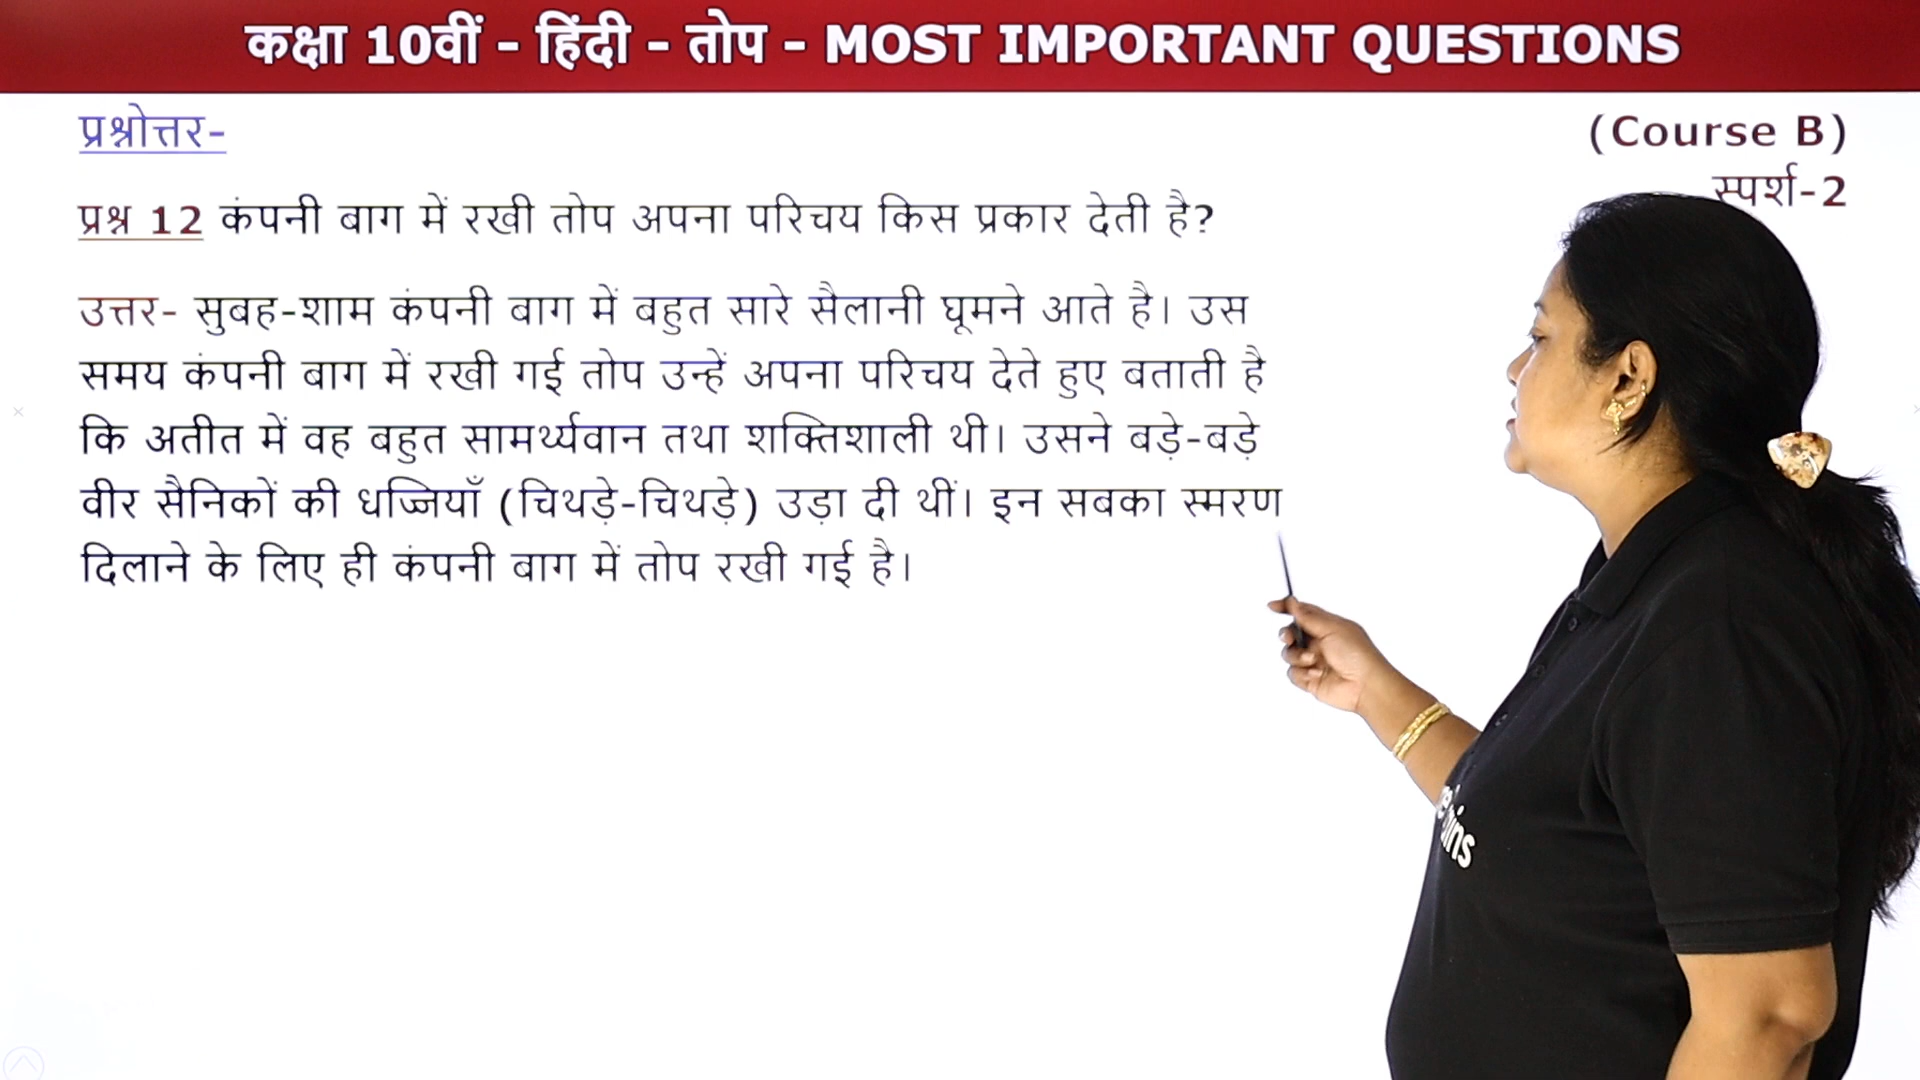 कक्षा 10वीं - हिंदी - तोप - MOST IMPORTANT QUESTIONS
प्रश्नोत्तर-
(Course B)
स्पर्श-2
प्रश्न 12 कंपनी बाग में रखी तोप अपना परिचय किस प्रकार देती है?
उत्तर- सुबह-शाम कंपनी बाग में बहुत सारे सैलानी घूमने आते है। उस
समय कंपनी बाग में रखी गई तोप उन्हें अपना परिचय देते हुए बताती है
कि अतीत में वह बहुत सामर्थ्यवान तथा शक्तिशाली थी। उसने बड़े-बड़े
वीर सैनिकों की धज्जियाँ (चिथड़े-चिथड़े) उड़ा दी थीं। इन सबका स्मरण
दिलाने के लिए ही कंपनी बाग में तोप रखी गई है।